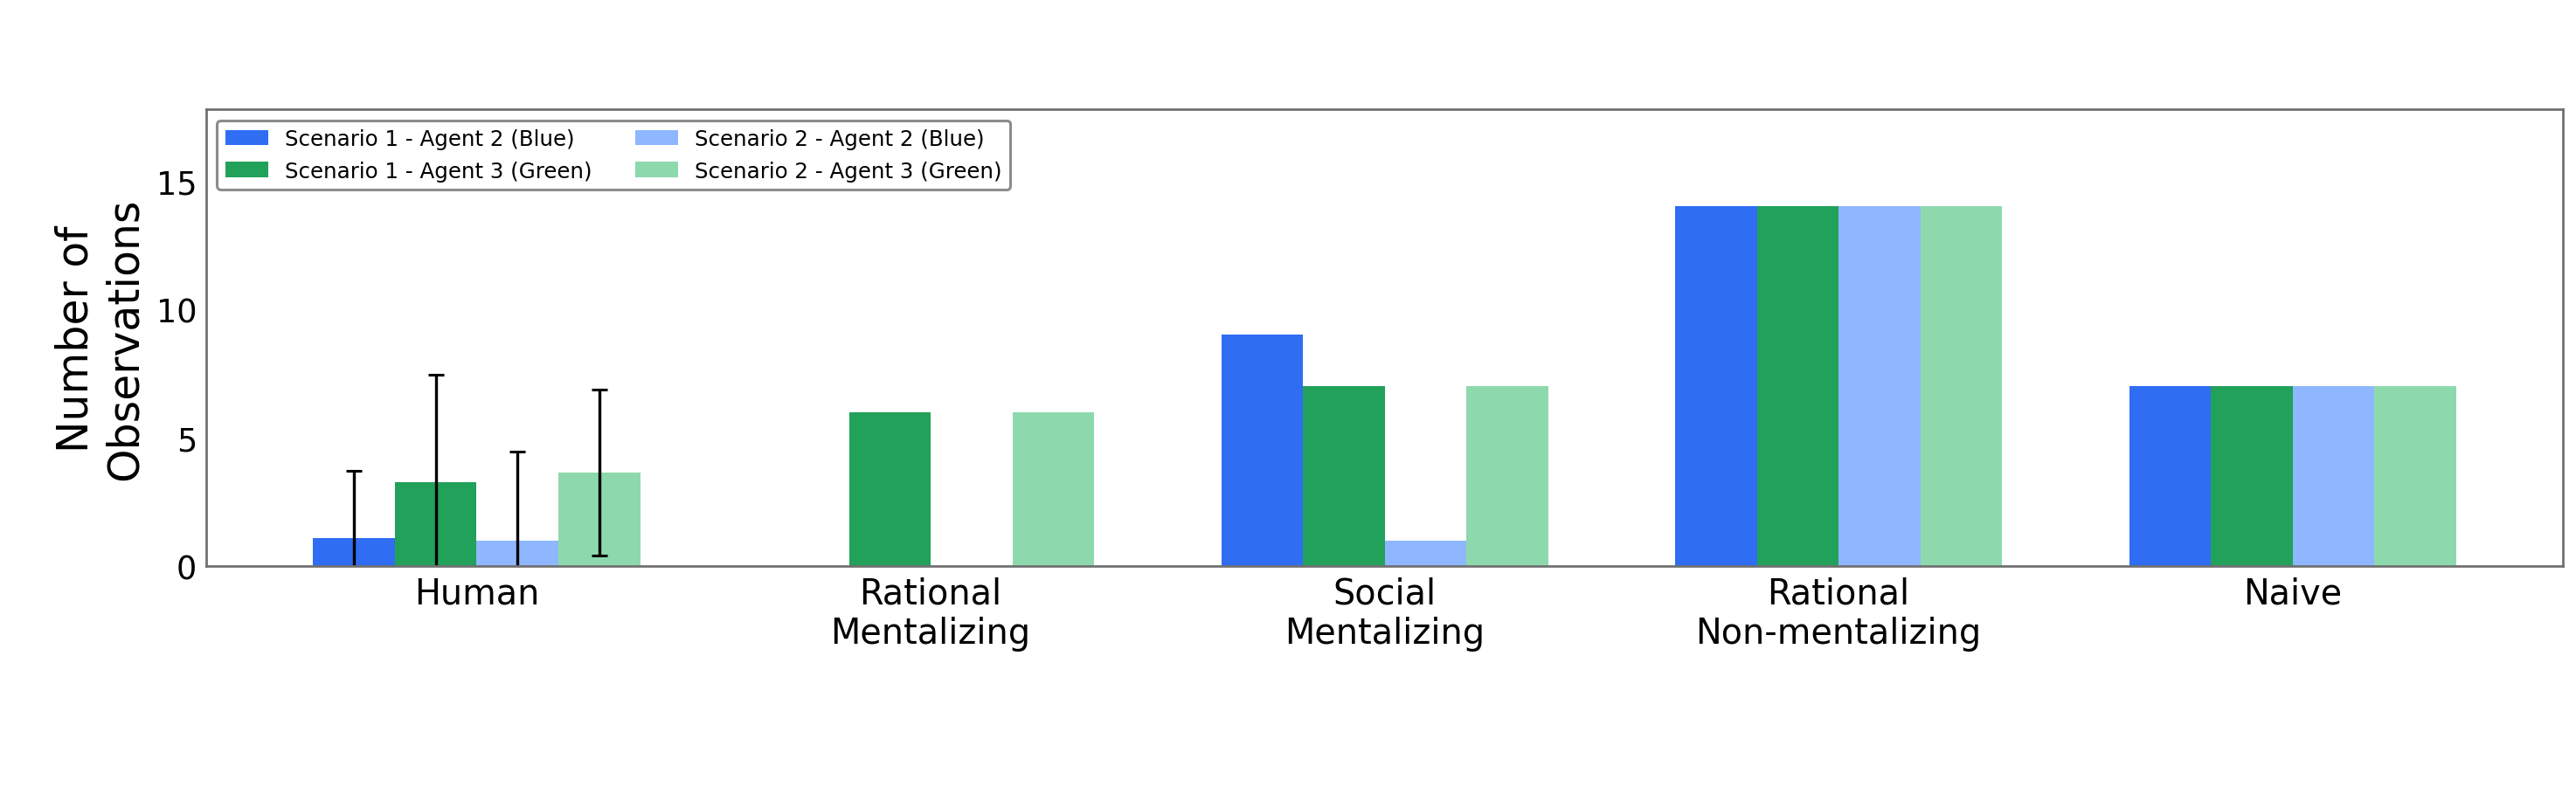 Number of
Observations
15
10
5
0
Scenario 1 - Agent 2 (Blue)
Scenario 1 - Agent 3 (Green)
Scenario 2 - Agent 2 (Blue)
Scenario 2 - Agent 3 (Green)
Human
Rational
Mentalizing
Social
Mentalizing
Rational
Non-mentalizing
Naive